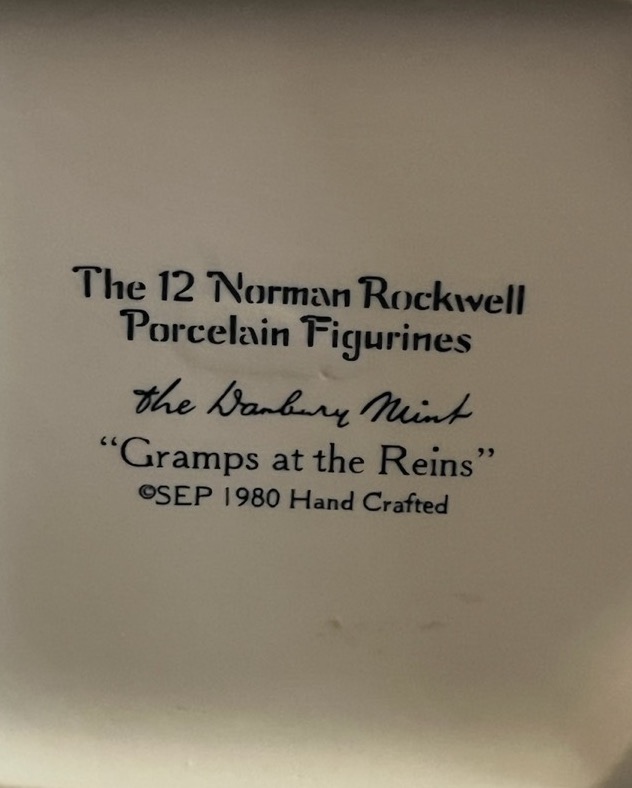 The 12 Norman Rockwell
Porcelain Figurines
the Danbury Mint
“Gramps at the Reins”
©SEP 1980 Hand Crafted